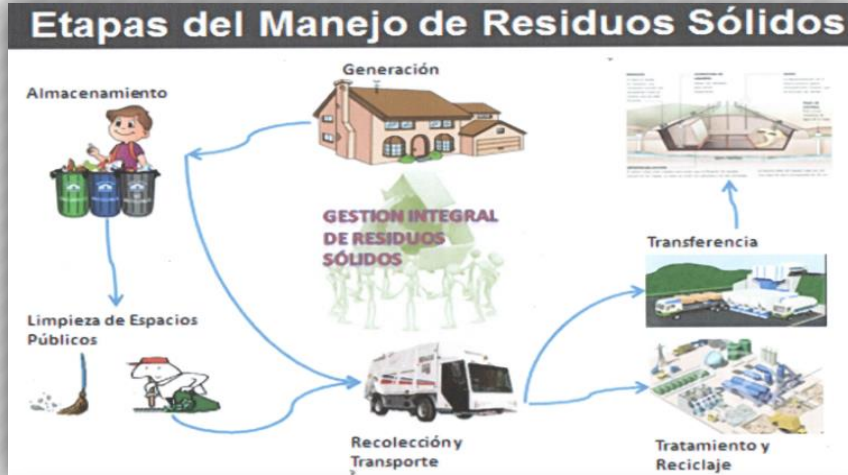 Etapas del Manejo de Residuos Sólidos
Generación
Almacenamiento
GESTION INTEGRAL
DE RESIDUOS
SÓLIDOS
Transferencia
Limpieza de Espacios
Públicos
Recolección y
Transporte
Tratamiento y
Reciclaje